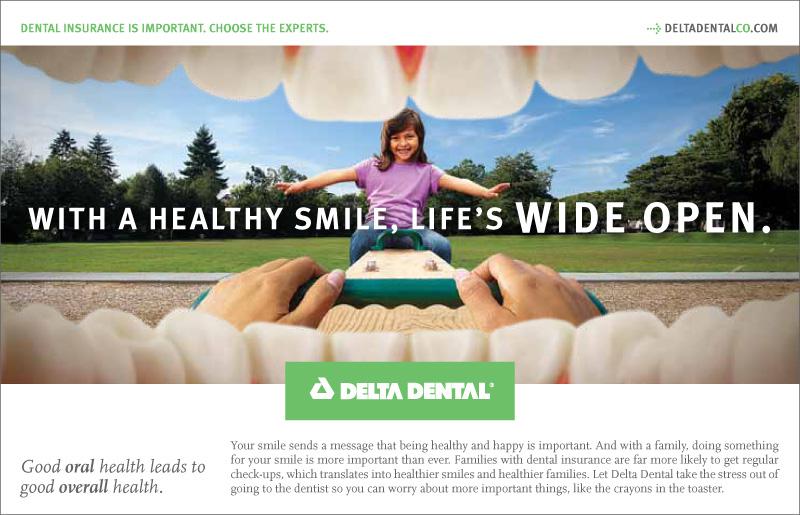 DENTAL INSURANCE IS IMPORTANT. CHOOSE THE EXPERTS.
DELTADENTALCO.COM
WITH A HEALTHY SMILE, LIFE'S WIDE OPEN.
DELTA DENTAL®
Good oral health leads to
good overall health.
Your smile sends a message that being healthy and happy is important. And with a family, doing something
for your smile is more important than ever. Families with dental insurance are far more likely to get regular
check-ups, which translates into healthier smiles and healthier families. Let Delta Dental take the stress out of
going to the dentist so you can worry about more important things, like the crayons in the toaster.